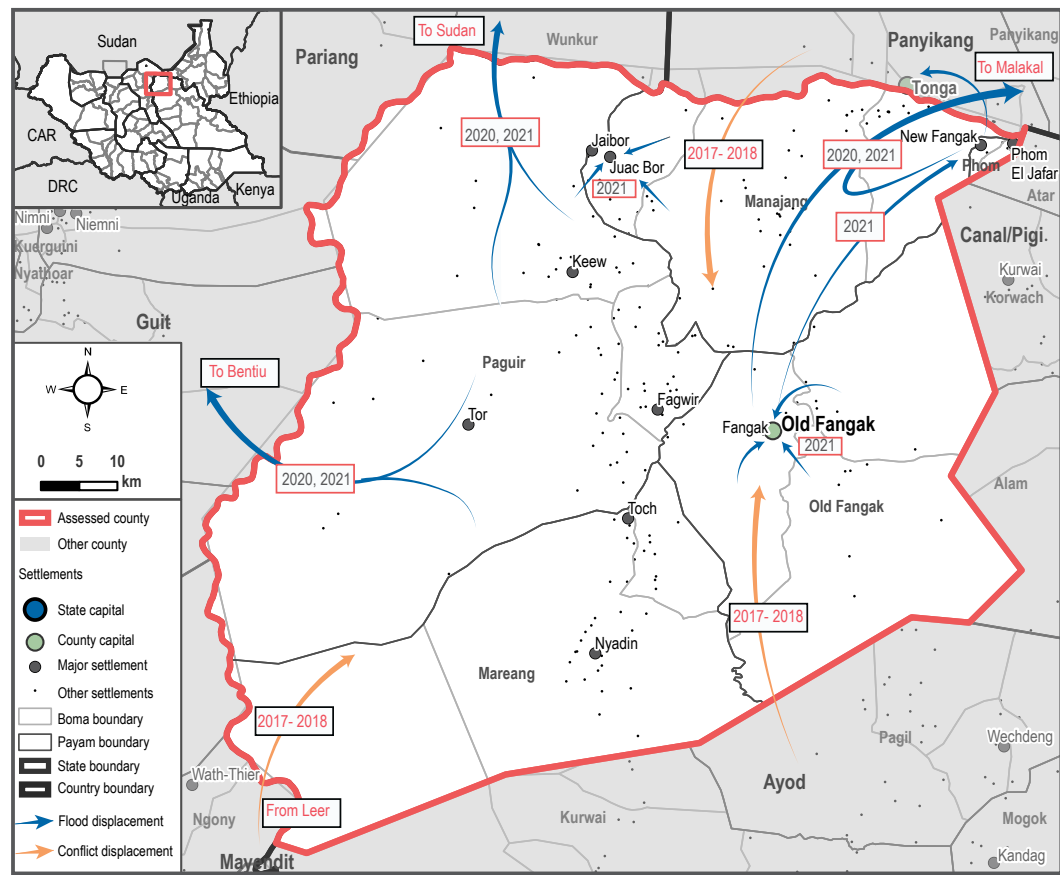 Sudan
Ethiopia
CAR
DRC
Uganda
Kenya
Pariang
To Sudan
Wunkur
Panyikang
Panyikang
To Malakal
Tonga
2020, 2021
Jaibor
Juac Bor
2021
2017- 2018
2020, 2021
New Fangak
Phom
Phom
El Jafar
Manajang
Atar
2021
Canal/Pigi
Nimni
Niemni
Kuerguini
Nyathoar
Keew
Kurwai
Korwach
Guit
N
W
E
S
0 5 10
km
To Bentiu
Paguir
Tor
Fagwir
Fangak
Old Fangak
2021
2020, 2021
Alam
Old Fangak
Toch
Assessed county
Other county
Settlements
State capital
County capital
Major settlement
Other settlements
Boma boundary
Payam boundary
State boundary
Country boundary
Flood displacement
Conflict displacement
2017- 2018
Nyadin
Mareang
2017- 2018
Pagil
Wechdeng
Wath-Thier
Ayod
From Leer
Ngony
Kurwai
Mogok
Mayendit
Kandag